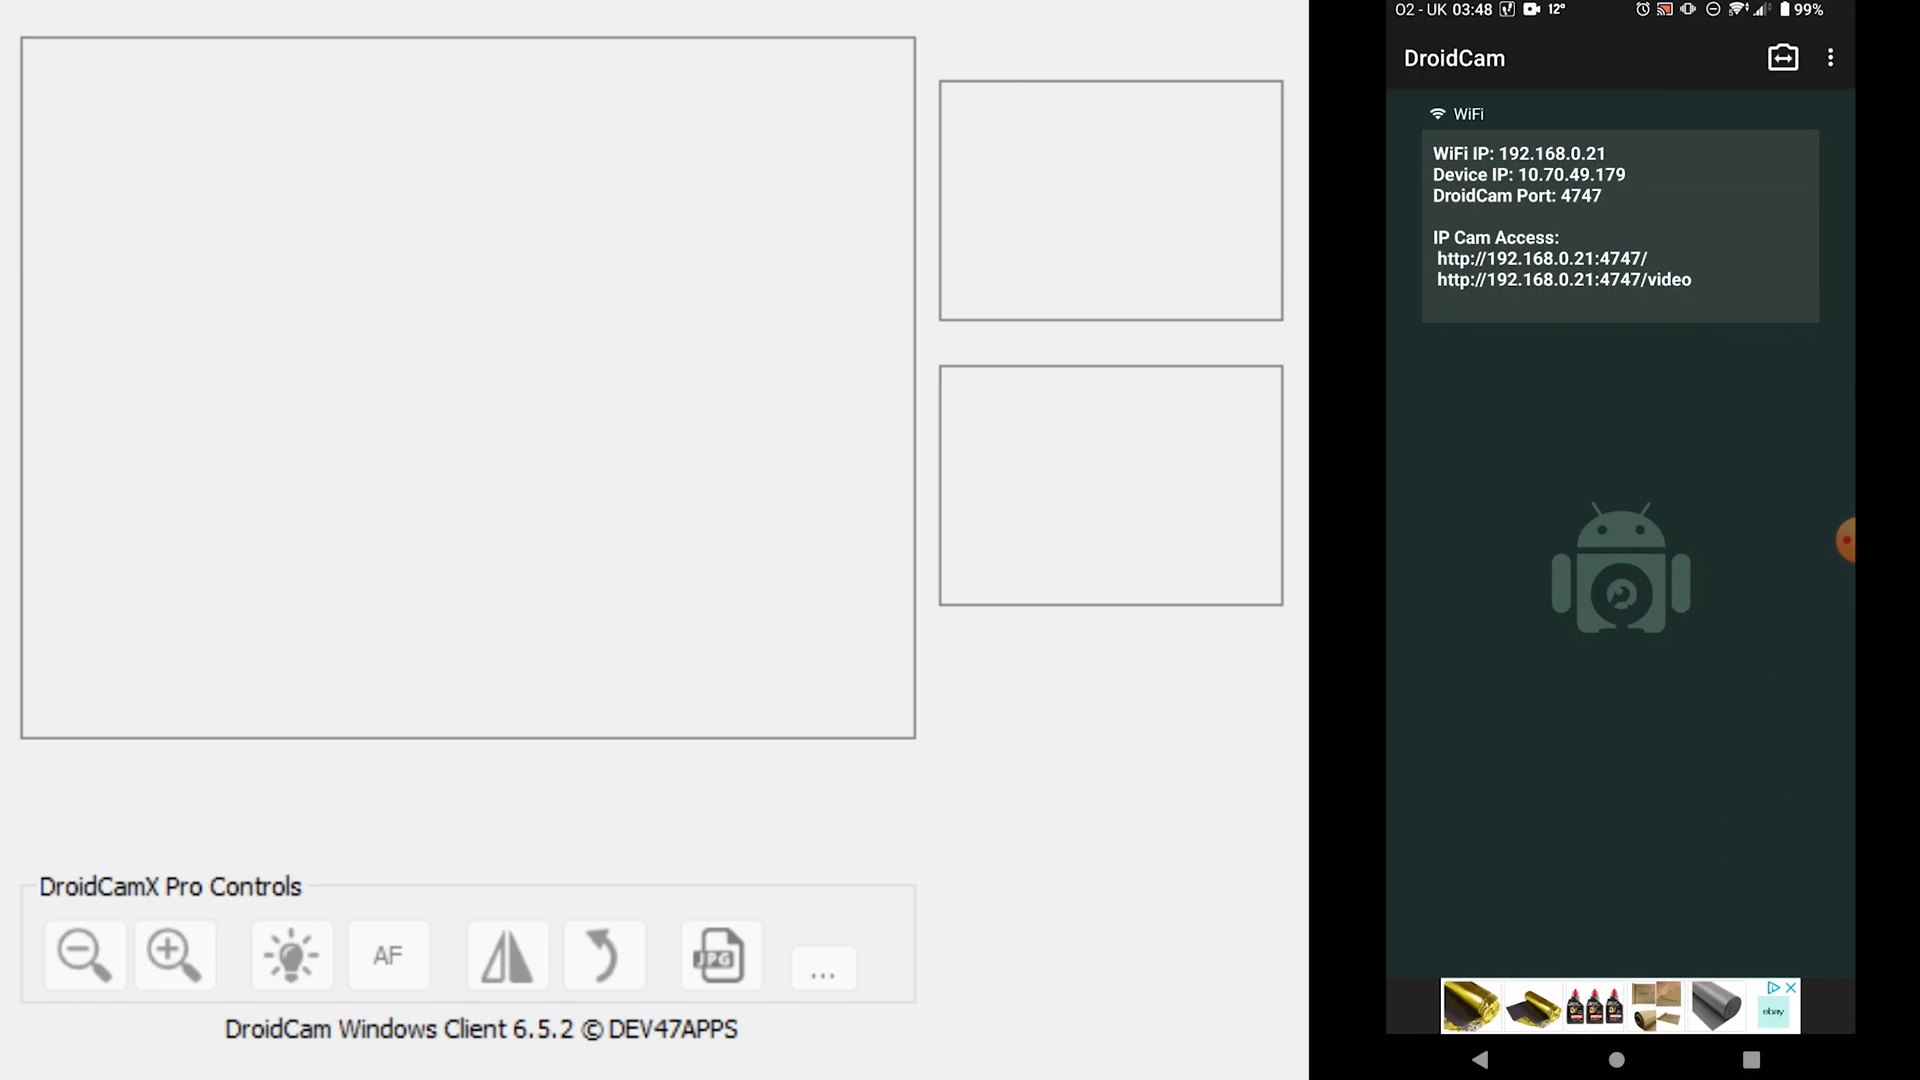 DroidCamX Pro Controls
AF
JPG
...
DroidCam Windows Client 6.5.2 © DEV47APPS
O2 - UK 03:48 12° 99%
DroidCam
WiFi
WiFi IP: 192.168.0.21
Device IP: 10.70.49.179
DroidCam Port: 4747
IP Cam Access:
http://192.168.0.21:4747/
http://192.168.0.21:4747/video
ebay